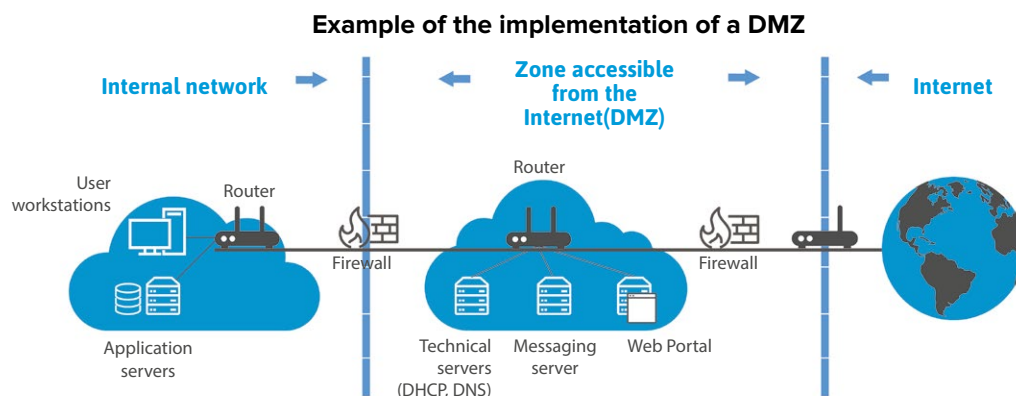 Example of the implementation of a DMZ
Internal network
Zone accessible
from the
Internet(DMZ)
Internet
User
workstations
Router
Router
Firewall
Firewall
Application
servers
Technical
servers
(DHCP, DNS)
Messaging
server
Web Portal